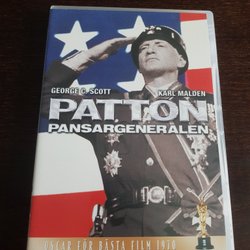 GEORGE C. SCOTT KARL MALDEN
PATTON
PANSARGENERALEN
OSCAR FÖR BÄSTA FILM 1970